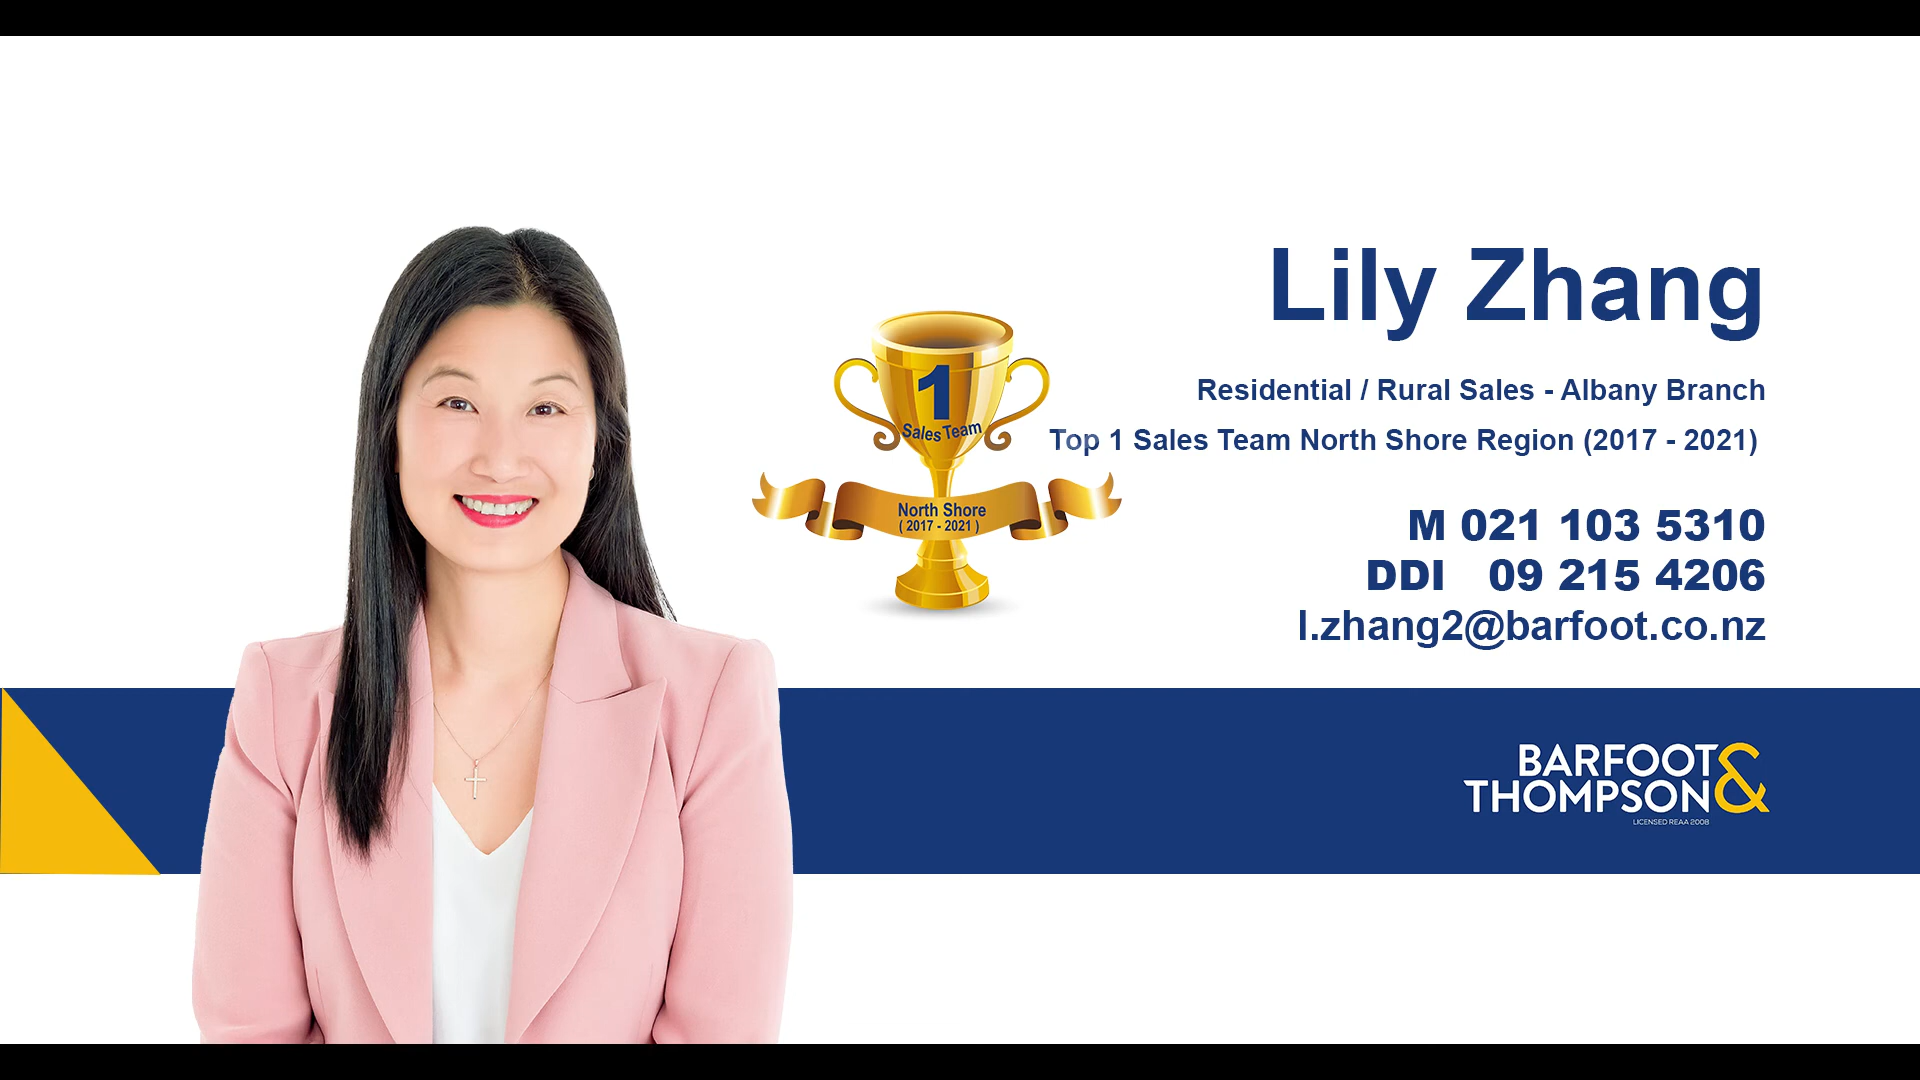 Lily Zhang
Residential / Rural Sales - Albany Branch
Top 1 Sales Team North Shore Region (2017 - 2021)
M 021 103 5310
DDI 09 215 4206
l.zhang2@barfoot.co.nz
1
Sales Team
North Shore
( 2017 - 2021 )
BARFOOT &
THOMPSON
LICENSED REAA 2008